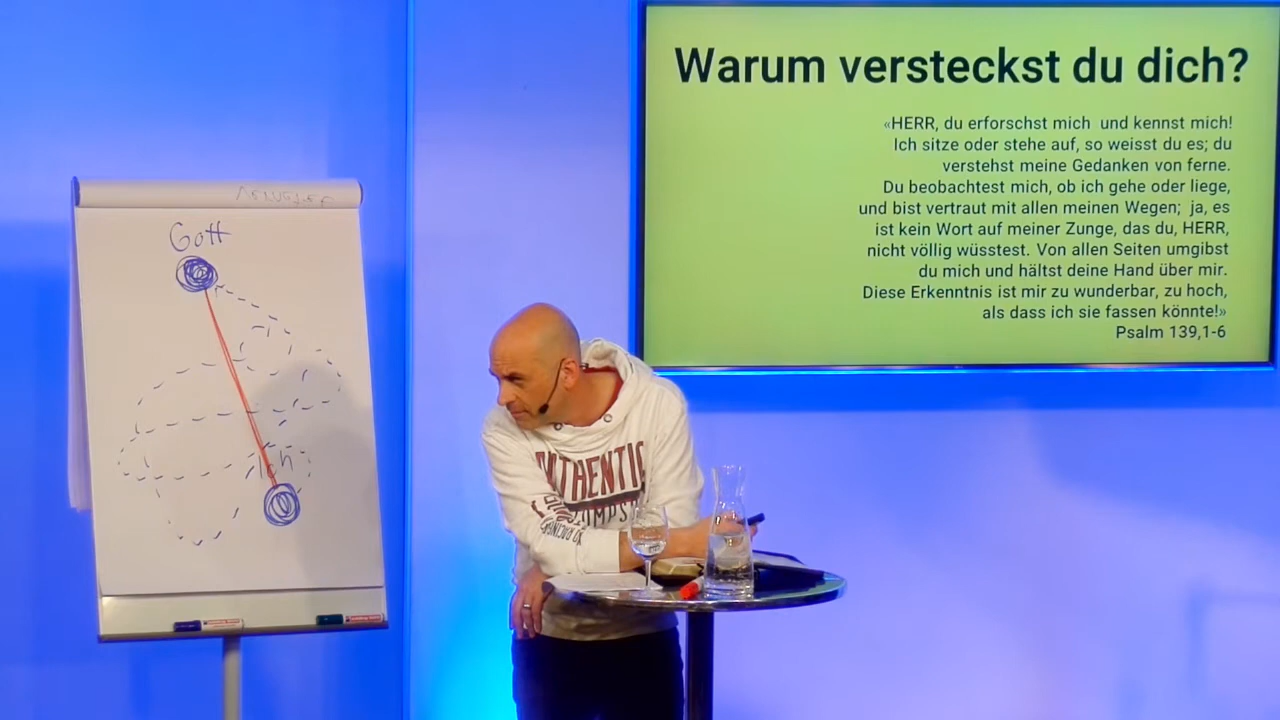 Warum versteckst du dich?
«HERR, du erforschst mich und kennst mich!
Ich sitze oder stehe auf, so weisst du es; du
verstehst meine Gedanken von ferne.
Du beobachtest mich, ob ich gehe oder liege,
und bist vertraut mit allen meinen Wegen; ja, es
ist kein Wort auf meiner Zunge, das du, HERR,
nicht völlig wüsstest. Von allen Seiten umgibst
du mich und hältst deine Hand über mir.
Diese Erkenntnis ist mir zu wunderbar, zu hoch,
als dass ich sie fassen könnte!»
Psalm 139,1-6
Gott
Ich
AUTHENTIC